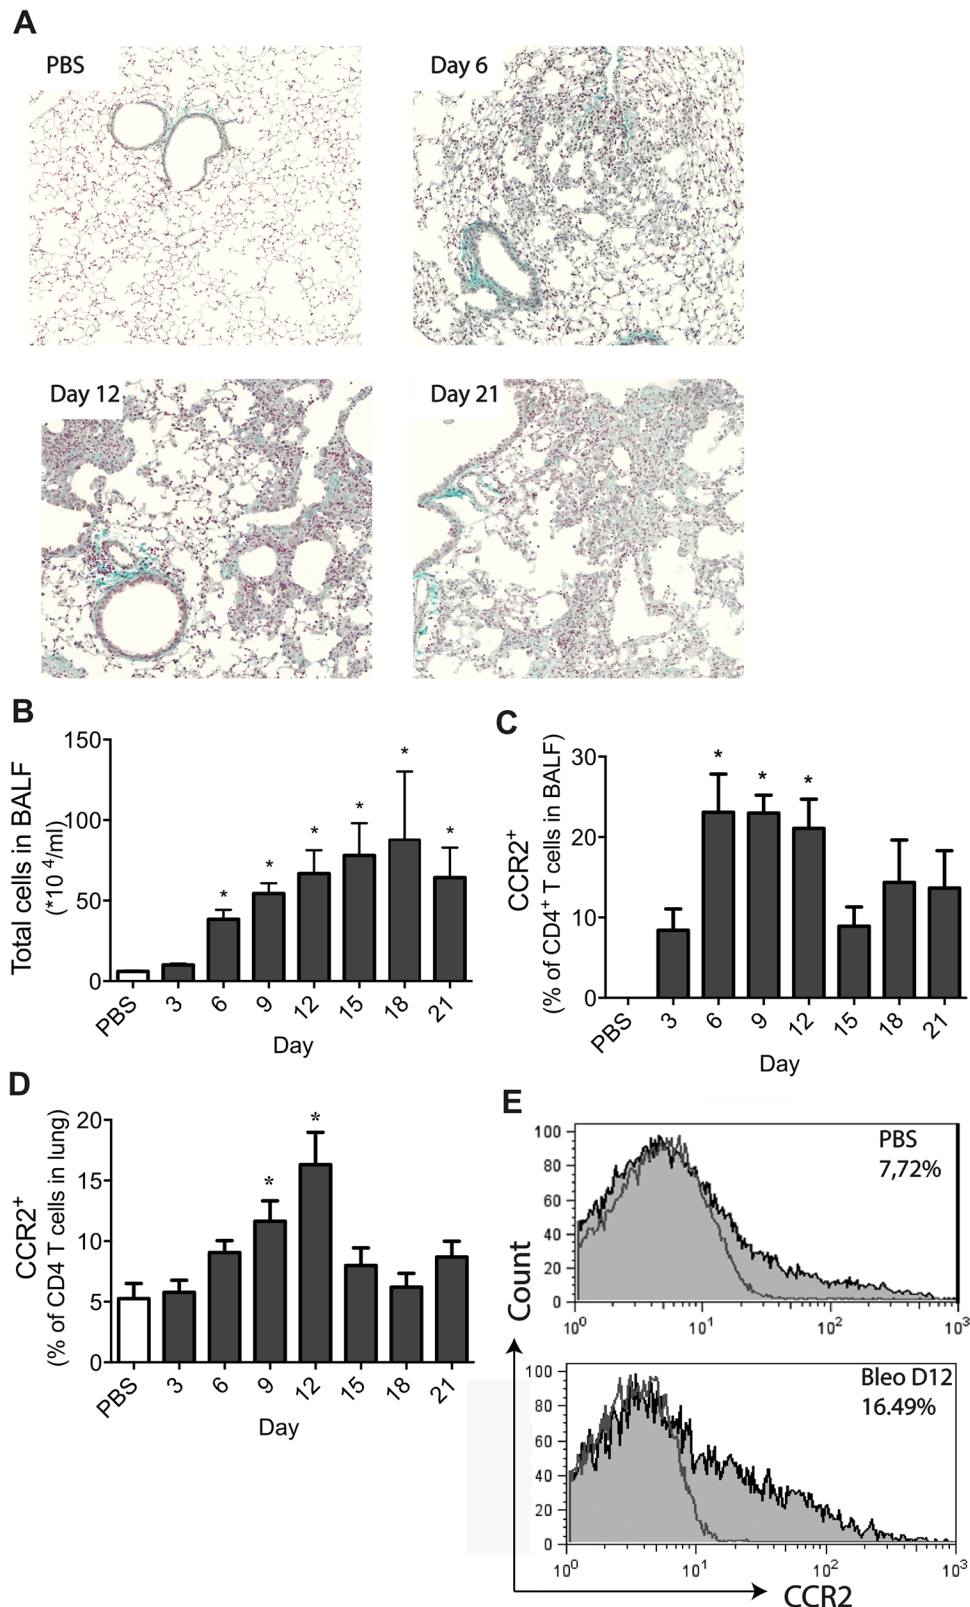 A
PBS
Day 6
Day 12
Day 21
B
Total cells in BALF
(*10 4/ml)
150
100
50
0
* * * * * *
PBS 3 6 9 12 15 18 21
Day
C
CCR2+
(% of CD4+ T cells in BALF)
30
20
10
0
* * *
PBS 3 6 9 12 15 18 21
Day
D
CCR2+
(% of CD4 T cells in lung)
20
15
10
5
0
* *
PBS 3 6 9 12 15 18 21
Day
E
Count
100
80
60
40
20
0
PBS
7,72%
10⁰ 10¹ 10² 10³
100
80
60
40
20
0
Bleo D12
16.49%
10⁰ 10¹ 10² 10³
CCR2